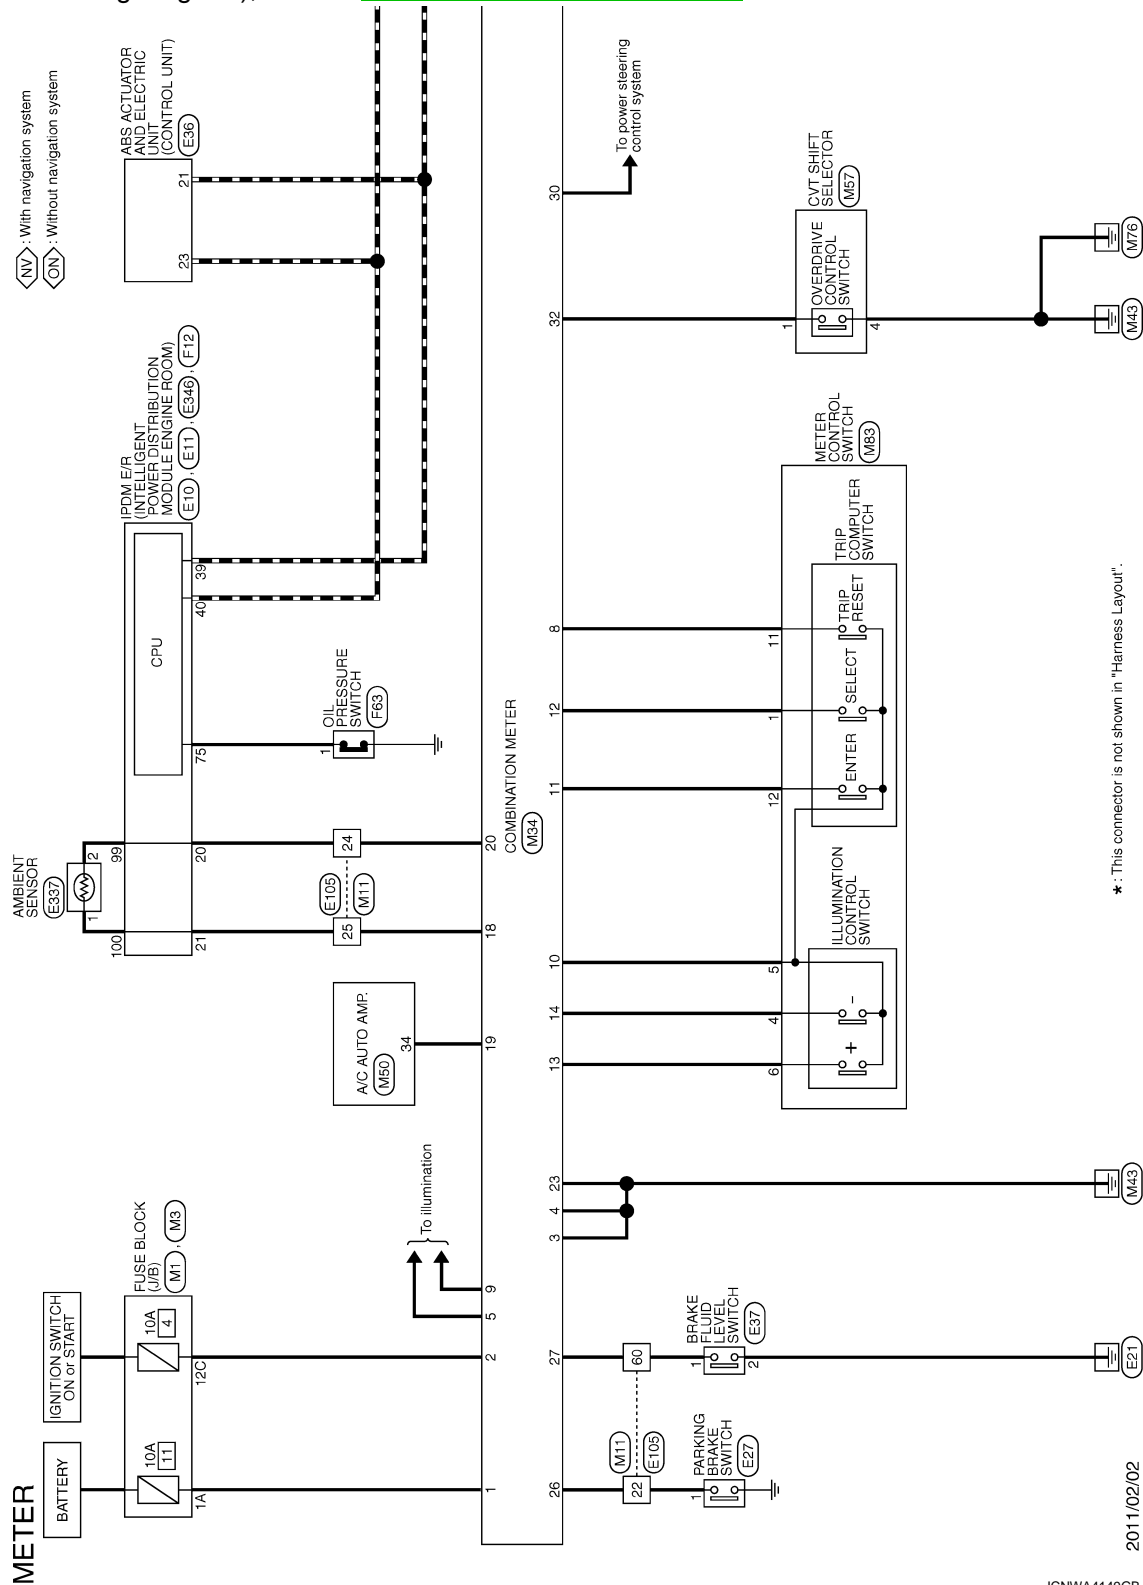 METER
BATTERY
IGNITION SWITCH
ON or START
FUSE BLOCK
(J/B)
M1 , M3
10A
11
10A
4
1A
12C
To illumination
A/C AUTO AMP.
M50
34
AMBIENT
SENSOR
E337
1
2
100
99
21
20
E105
M11
25
24
IPDM E/R
(INTELLIGENT
POWER DISTRIBUTION
MODULE ENGINE ROOM)
E10 , E11 , E346 , F12
CPU
75
40
39
OIL
PRESSURE
SWITCH
F63
1
ABS ACTUATOR
AND ELECTRIC
UNIT
(CONTROL UNIT)
E36
23
21
NV : With navigation system
ON : Without navigation system
1
2
5
9
19
18
20
COMBINATION METER
M34
26
27
3
4
23
13
14
10
11
12
8
32
30
To power steering
control system
M11
E105
22
60
PARKING
BRAKE
SWITCH
E27
1
BRAKE
FLUID
LEVEL
SWITCH
E37
1
2
E21
M43
6
4
5
12
1
11
ILLUMINATION
CONTROL
SWITCH
+
-
METER
CONTROL
SWITCH
M83
TRIP
COMPUTER
SWITCH
ENTER
SELECT
TRIP
RESET
CVT SHIFT
SELECTOR
M57
OVERDRIVE
CONTROL
SWITCH
1
4
M43
M76
* : This connector is not shown in "Harness Layout".
2011/02/02